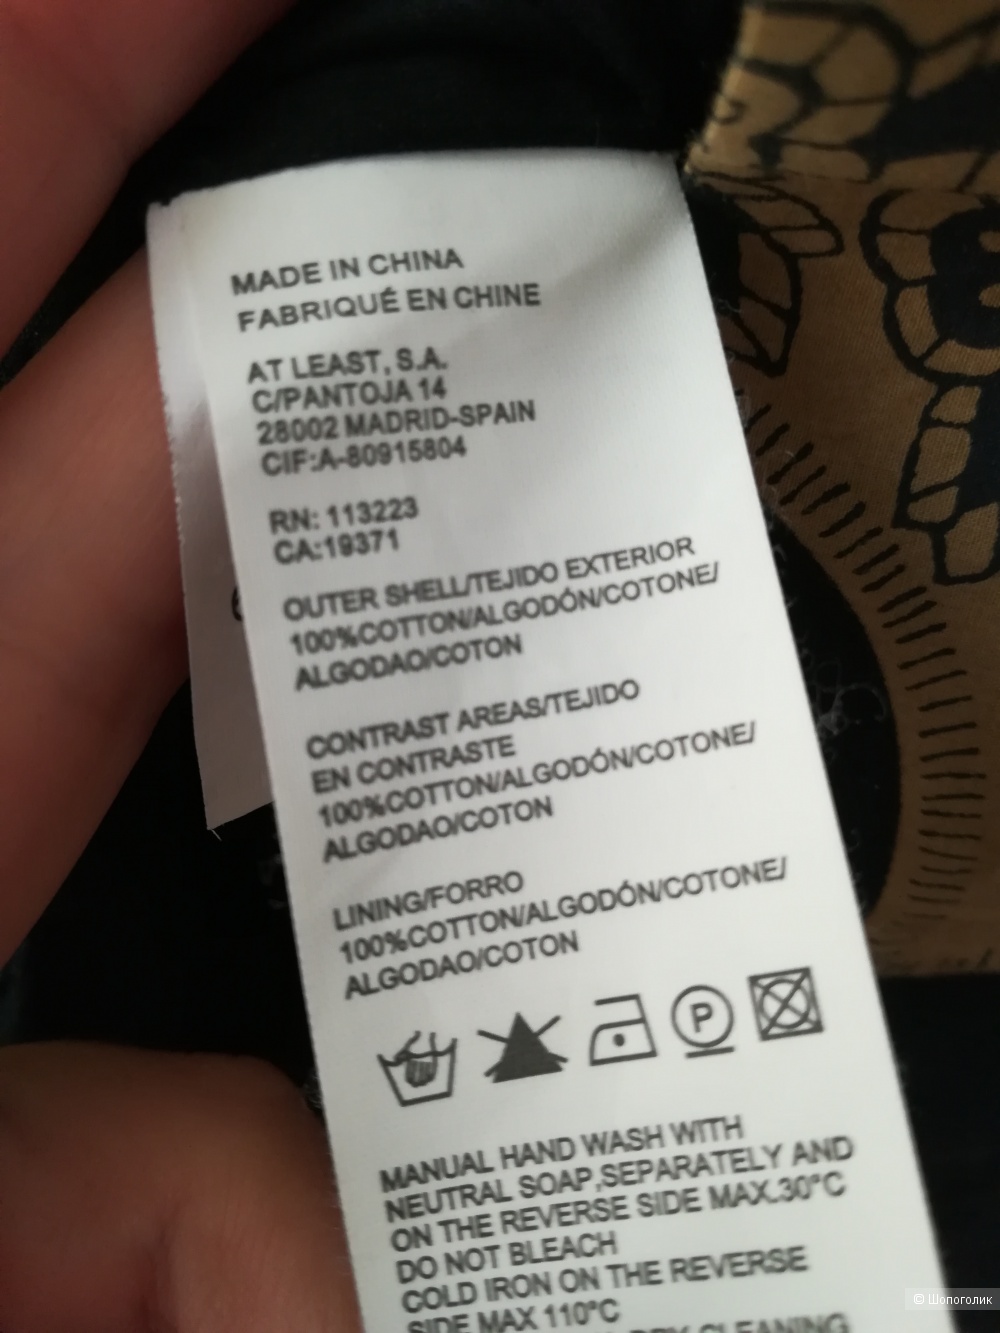 MADE IN CHINA
FABRIQUÉ EN CHINE
AT LEAST, S.A.
C/PANTOJA 14
28002 MADRID-SPAIN
CIF:A-80915804
RN: 113223
CA:19371
OUTER SHELL/TEJIDO EXTERIOR
100%COTTON/ALGODÓN/COTONE/
ALGODAO/COTON
CONTRAST AREAS/TEJIDO
EN CONTRASTE
100%COTTON/ALGODÓN/COTONE/
ALGODAO/COTON
LINING/FORRO
100%COTTON/ALGODÓN/COTONE/
ALGODAO/COTON
P
MANUAL HAND WASH WITH
NEUTRAL SOAP,SEPARATELY AND
ON THE REVERSE SIDE MAX.30°C
DO NOT BLEACH
COLD IRON ON THE REVERSE
SIDE MAX 110°C
DRY CLEANING
© Шопоголик